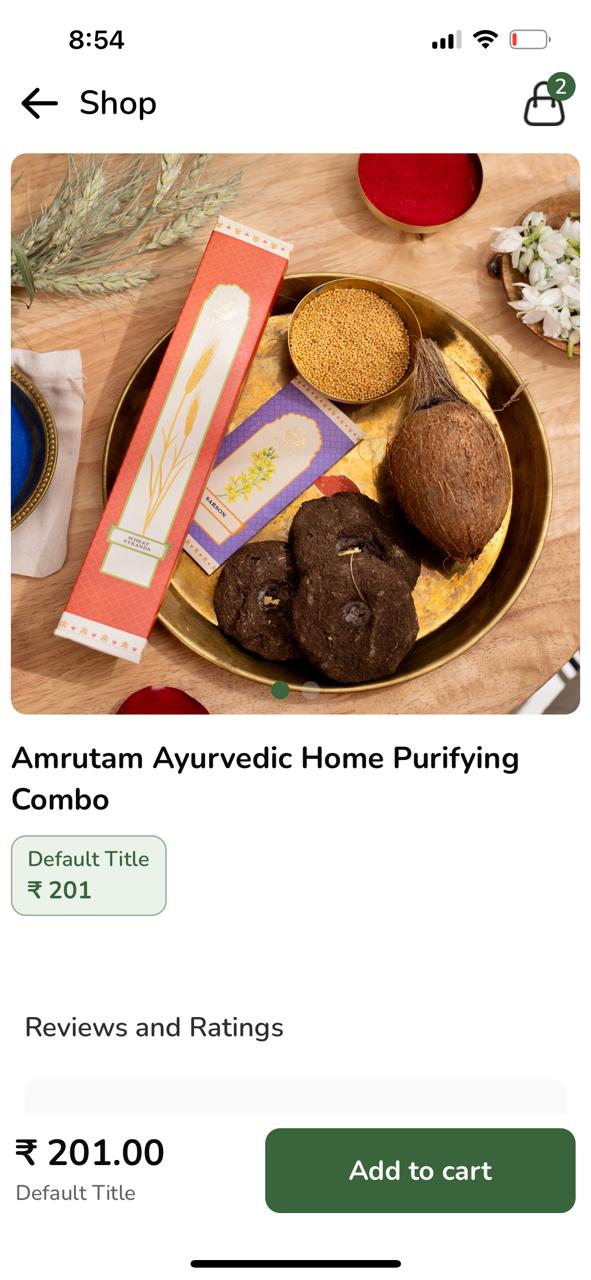 8:54
Shop
2
WHEAT
STRANDS
SARSON
Amrutam Ayurvedic Home Purifying
Combo
Default Title
₹ 201
Reviews and Ratings
₹ 201.00
Default Title
Add to cart